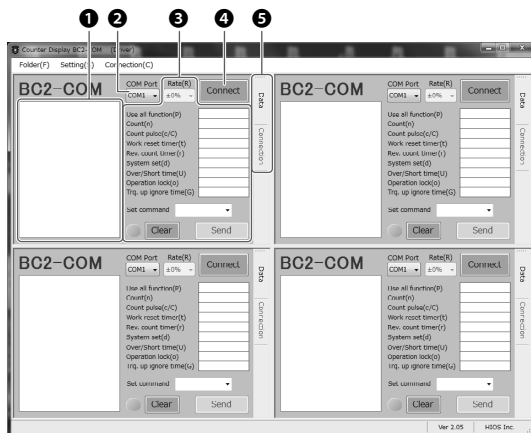 1 2 3 4 5
Counter Display BC2-COM (Driver)
Folder(F) Setting(S) Connection(C)
BC2-COM
COM Port Rate(R)
COM1 ±0%
Connect
Use all function(P)
Count(n)
Count pulse(c/C)
Work reset timer(t)
Rev. count timer(r)
System set(d)
Over/Short time(U)
Operation lock(o)
Trq. up ignore time(G)
Set command
Clear Send
Data
Connection
BC2-COM
COM Port Rate(R)
COM1 ±0%
Connect
Use all function(P)
Count(n)
Count pulse(c/C)
Work reset timer(t)
Rev. count timer(r)
System set(d)
Over/Short time(U)
Operation lock(o)
Trq. up ignore time(G)
Set command
Clear Send
Data
Connection
BC2-COM
COM Port Rate(R)
COM1 ±0%
Connect
Use all function(P)
Count(n)
Count pulse(c/C)
Work reset timer(t)
Rev. count timer(r)
System set(d)
Over/Short time(U)
Operation lock(o)
Trq. up ignore time(G)
Set command
Clear Send
Data
Connection
BC2-COM
COM Port Rate(R)
COM1 ±0%
Connect
Use all function(P)
Count(n)
Count pulse(c/C)
Work reset timer(t)
Rev. count timer(r)
System set(d)
Over/Short time(U)
Operation lock(o)
Trq. up ignore time(G)
Set command
Clear Send
Data
Connection
Ver 2.05 HIOS Inc.